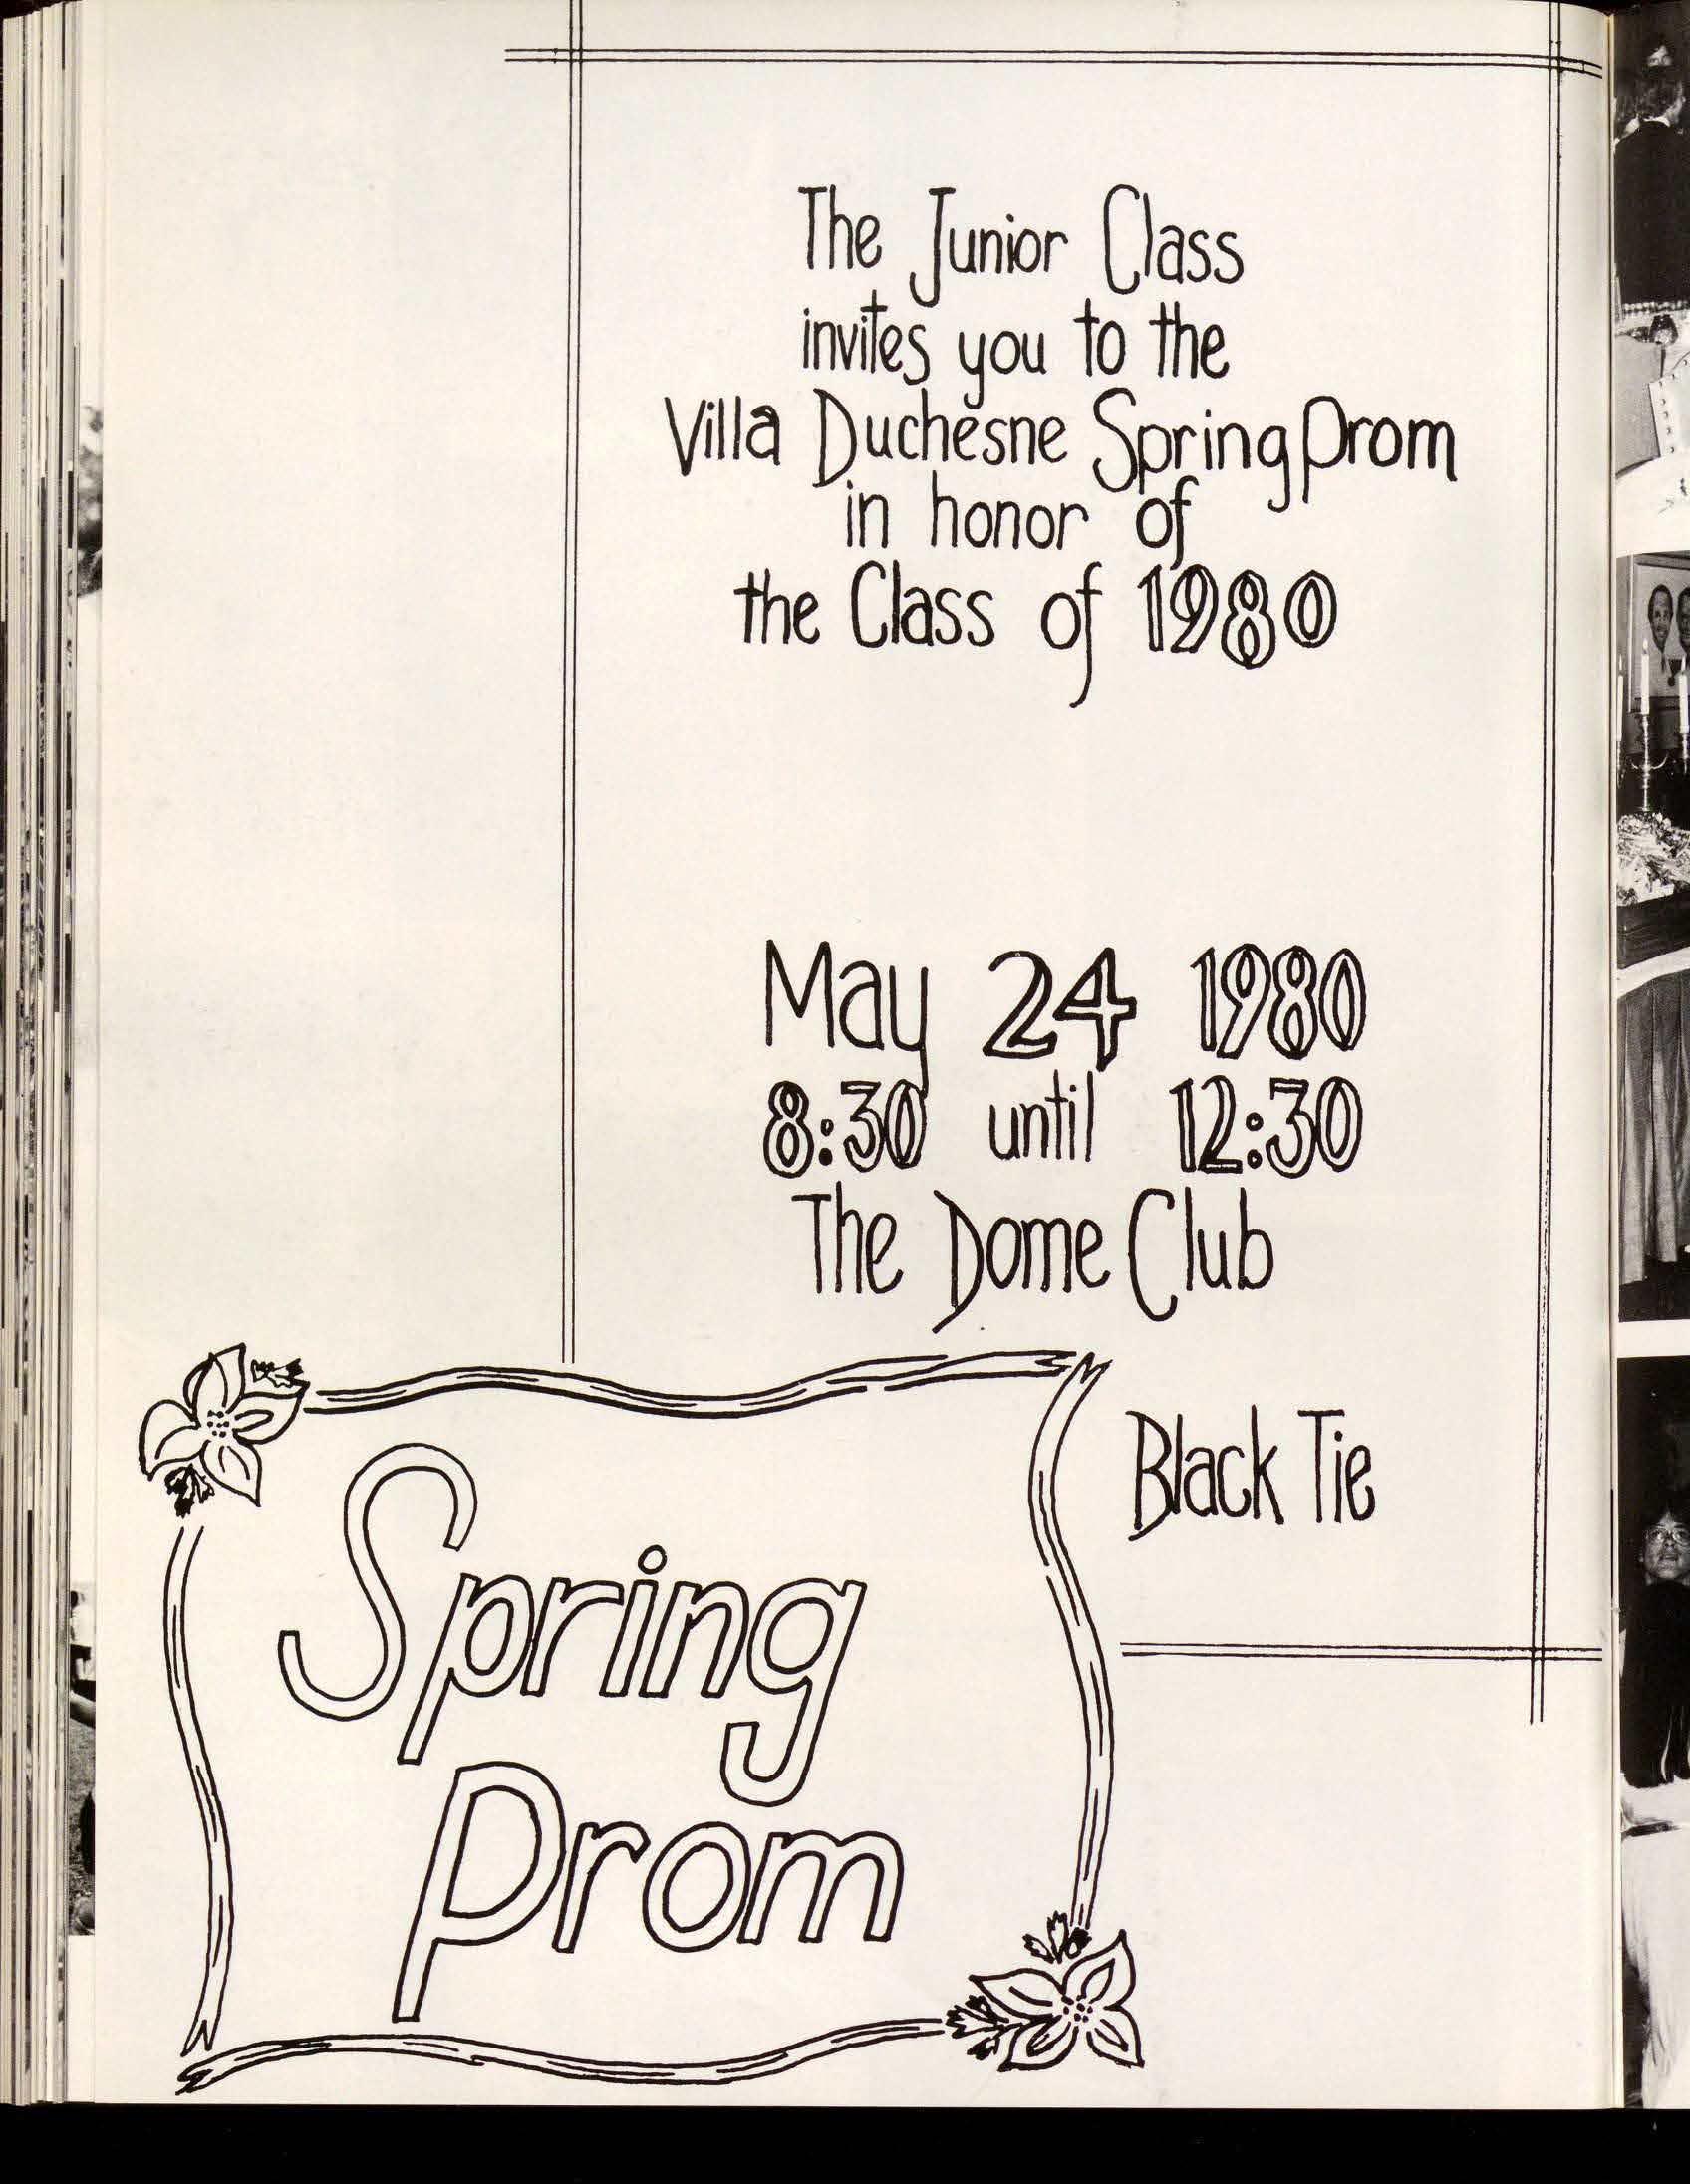 The Junior Class
invites you to the
Villa Duchesne Spring Prom
in honor of
the Class of 1980
May 24 1980
8:30 until 12:30
The Dome Club
Black Tie
Spring
Prom